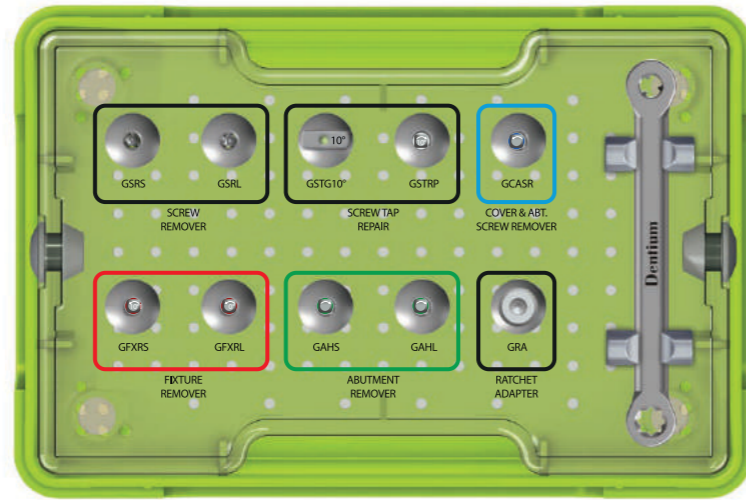 10°
GSRS
GSRL
GSTG10°
GSTRP
GCASR
SCREW
REMOVER
SCREW TAP
REPAIR
COVER & ABT.
SCREW REMOVER
Dentium
GFXRS
GFXRL
GAHS
GAHL
GRA
FIXTURE
REMOVER
ABUTMENT
REMOVER
RATCHET
ADAPTER